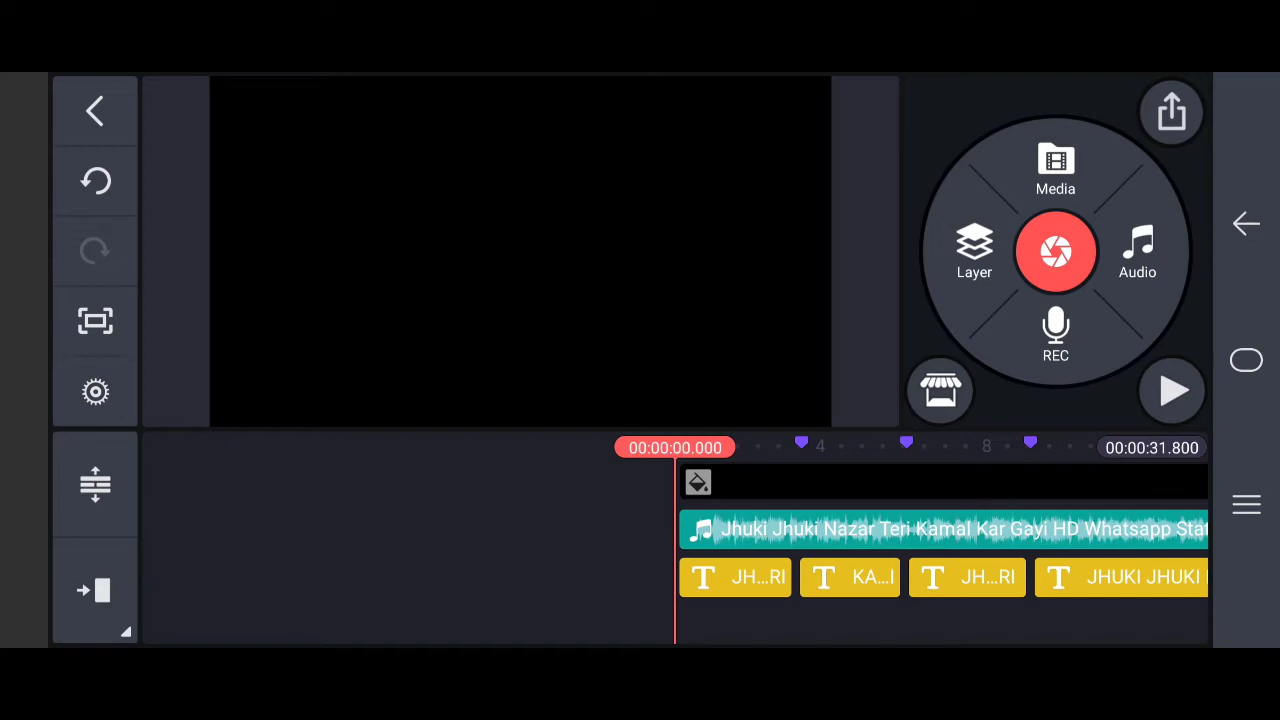 Media
Layer
Audio
REC
00:00:00.000
4
8
00:00:31.800
Jhuki Jhuki Nazar Teri Kamal Kar Gayi HD Whatsapp Stat
T JH...RI
T KA...I
T JH...RI
T JHUKI JHUKI